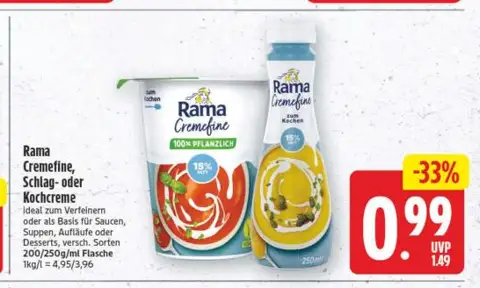 Rama
Cremefine,
Schlag- oder
Kochcreme
ideal zum Verfeinern
oder als Basis für Saucen,
Suppen, Aufläufe oder
Desserts, versch. Sorten
200/250g/ml Flasche
1kg/l = 4,95/3,96
zum
Kochen
Rama
Cremefine
100% PFLANZLICH
15%
FETT
Rama
Cremefine
zum
Kochen
15%
FETT
250ml
-33%
0.99
UVP
1.49